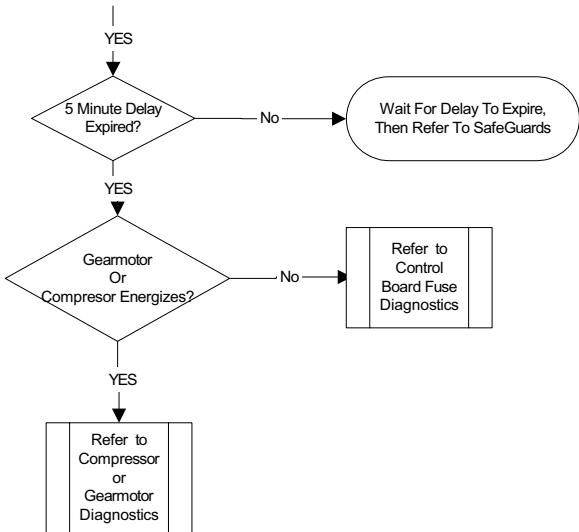 YES
5 Minute Delay
Expired?
No
Wait For Delay To Expire,
Then Refer To SafeGuards
YES
Gearmotor
Or
Compresor Energizes?
No
Refer to
Control
Board Fuse
Diagnostics
YES
Refer to
Compressor
or
Gearmotor
Diagnostics